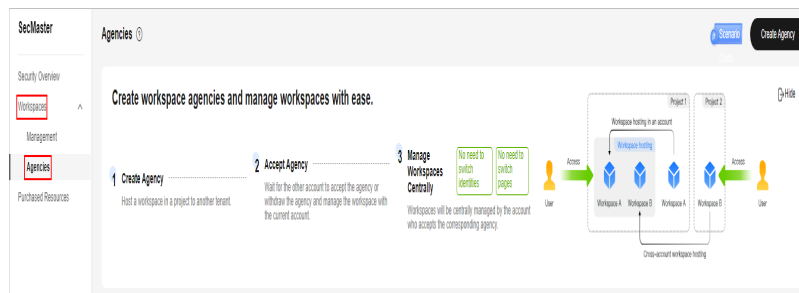 SecMaster
Security Overview
Workspaces
Management
Agencies
Purchased Resources
Agencies
Scenario
Create Agency
Create workspace agencies and manage workspaces with ease.
Hide
1 Create Agency
Host a workspace in a project to another tenant.
2 Accept Agency
Wait for the other account to accept the agency or
withdraw the agency and manage the workspace with
the current account.
3 Manage
Workspaces
Centrally
No need to
switch
identities
No need to
switch
pages
Workspaces will be centrally managed by the account
who accepts the corresponding agency.
Project 1
Project 2
Workspace hosting in an account
Workspace hosting
Access
Access
User
Workspace A
Workspace B
Workspace A
Workspace B
User
Cross-account workspace hosting